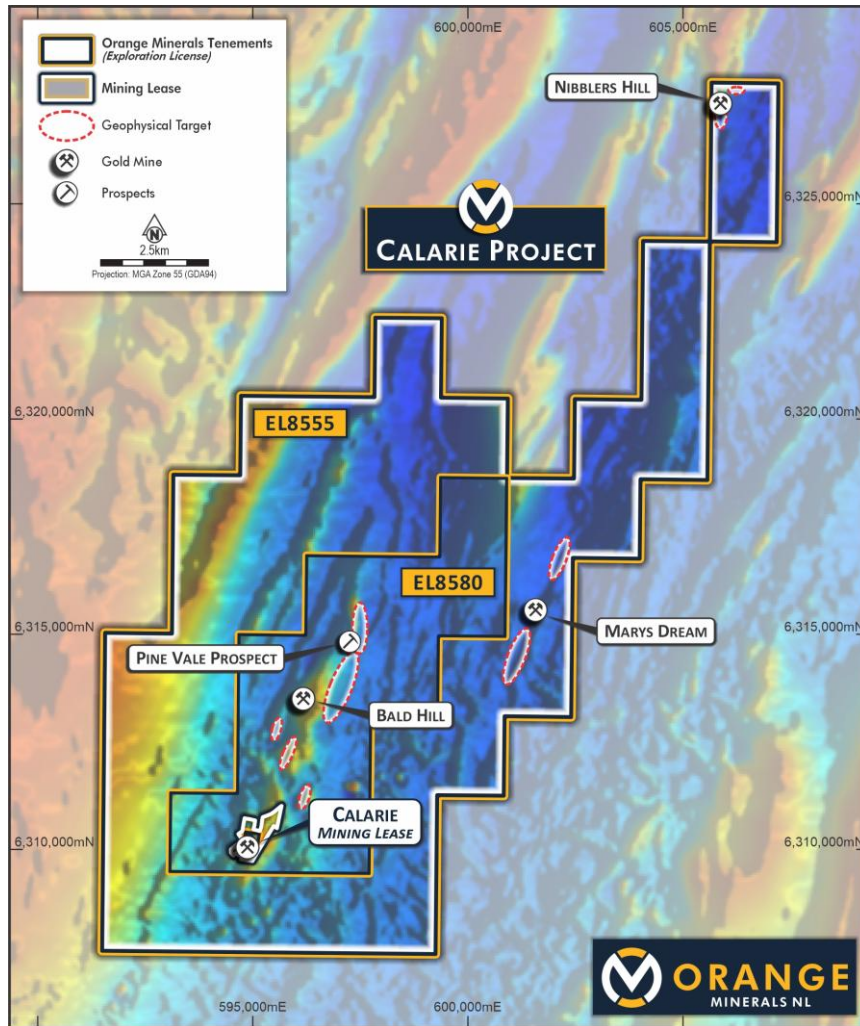 600,000mE
605,000mE
Orange Minerals Tenements
(Exploration License)
Mining Lease
Geophysical Target
Gold Mine
Prospects
N
2.5km
Projection: MGA Zone 55 (GDA94)
NIBBLERS HILL
CALARIE PROJECT
6,325,000mN
6,325,000mN
6,320,000mN
6,320,000mN
EL8555
EL8580
6,315,000mN
6,315,000mN
MARYS DREAM
PINE VALE PROSPECT
BALD HILL
CALARIE
MINING LEASE
6,310,000mN
6,310,000mN
ORANGE
MINERALS NL
595,000mE
600,000mE